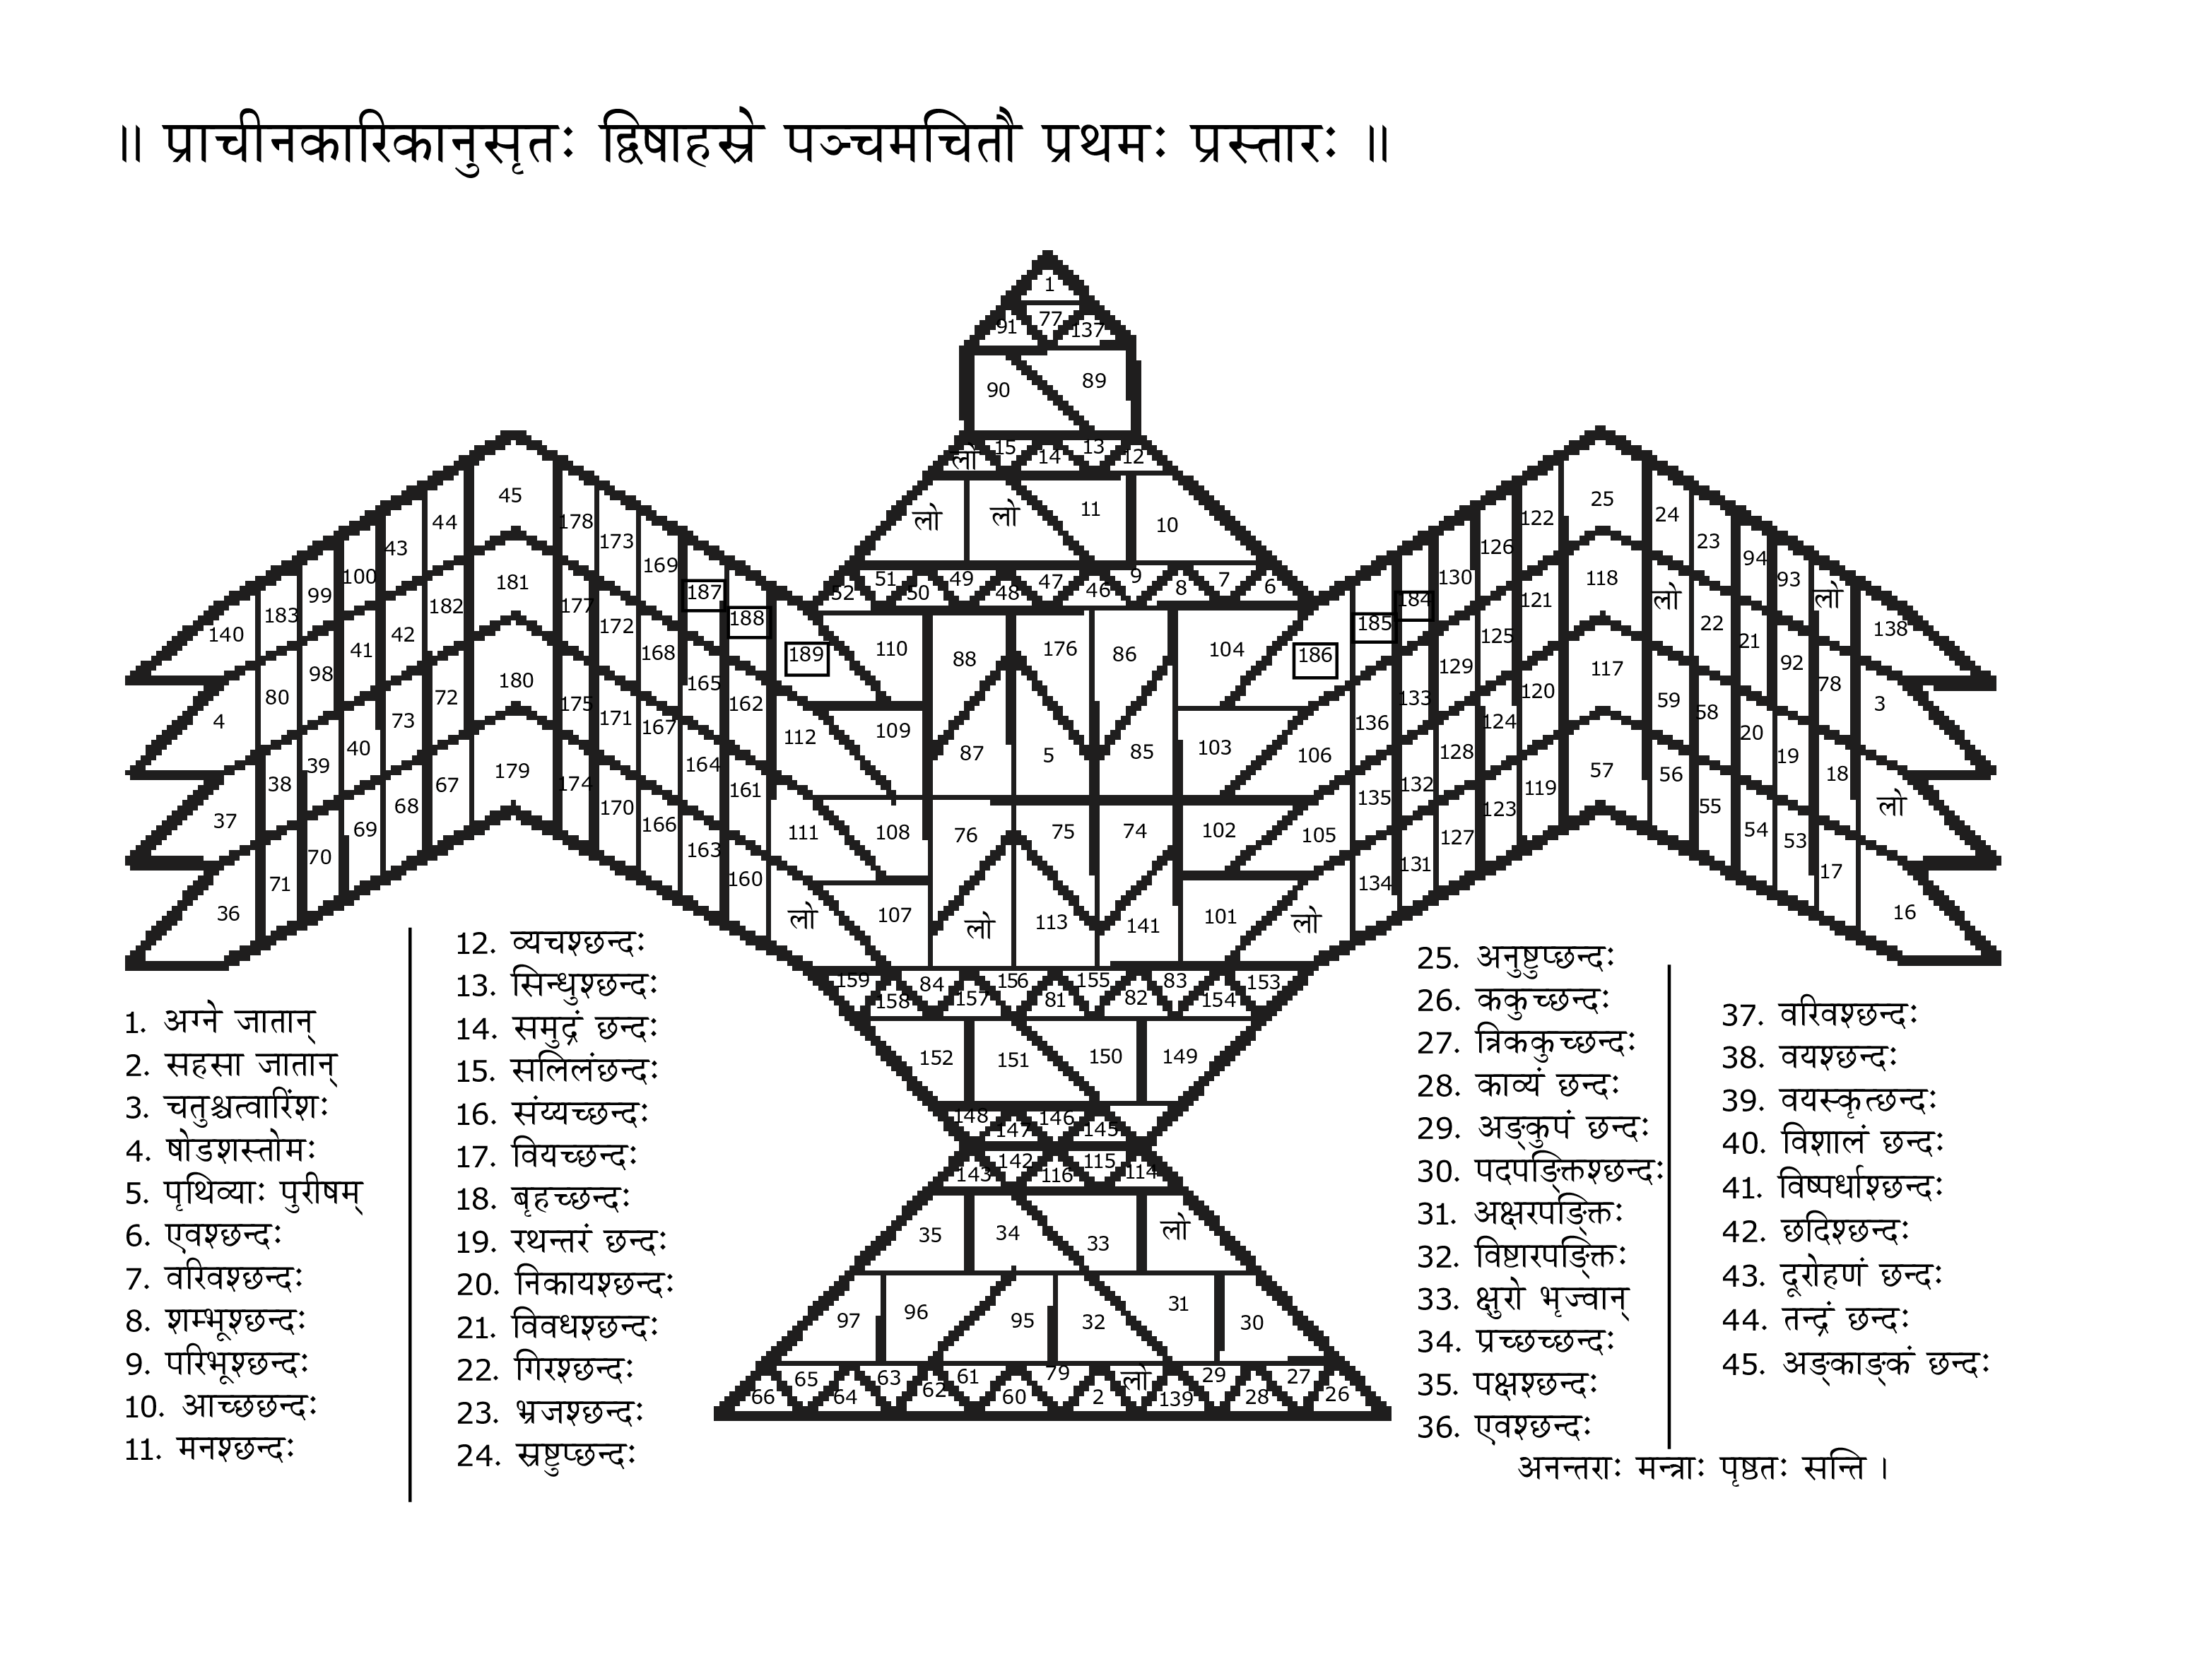 ॥ प्राचीनकारिकानुसृतः द्विषाहस्रे पञ्चमचितौ प्रथमः प्रस्तारः ॥
1
91 77 137
90 89
लो 15 14 13 12
लो लो 11 10
52 51 50 49 48 47 46 9 8 7 6
45 178 173 169 187 188 189
44 43 100 99 183 140
181 177 172 168 165 162 112
182 42 41 98 80 4
180 175 171 167 164 161 111
72 73 40 39 38 37
179 174 170 166 163 160 लो
67 68 69 70 71 36
110 88 176 86 104
109 87 5 85 103
108 76 75 74 102
107 लो 113 141 101
186 185 184 130 126 122 25 24 23 94 93 लो 138
106 136 133 129 125 121 118 लो 22 21 92 78 3
105 135 132 128 124 120 117 59 58 20 19 18 लो
लो 134 131 127 123 119 57 56 55 54 53 17 16
159 158 84 157 156 81 155 82 83 154 153
152 151 150 149
148 147 146 145
143 142 116 115 114
35 34 33 लो
97 96 95 32 31 30
66 65 64 63 62 61 60 79 2 लो 139 29 28 27 26
1. अग्ने जातान्
2. सहसा जातान्
3. चतुश्चत्वारिंशः
4. षोडशस्तोमः
5. पृथिव्याः पुरीषम्
6. एवश्छन्दः
7. वरिवश्छन्दः
8. शम्भूश्छन्दः
9. परिभूश्छन्दः
10. आच्छछन्दः
11. मनश्छन्दः
12. व्यचश्छन्दः
13. सिन्धुश्छन्दः
14. समुद्रं छन्दः
15. सलिलंछन्दः
16. संय्यच्छन्दः
17. वियच्छन्दः
18. बृहच्छन्दः
19. रथन्तरं छन्दः
20. निकायश्छन्दः
21. विवधश्छन्दः
22. गिरश्छन्दः
23. भ्रजश्छन्दः
24. स्रष्टुप्छन्दः
25. अनुष्टुप्छन्दः
26. ककुच्छन्दः
27. त्रिककुच्छन्दः
28. काव्यं छन्दः
29. अङ्कुपं छन्दः
30. पदपङ्क्तिश्छन्दः
31. अक्षरपङ्क्तिः
32. विष्टारपङ्क्तिः
33. क्षुरो भृज्वान्
34. प्रच्छच्छन्दः
35. पक्षश्छन्दः
36. एवश्छन्दः
37. वरिवश्छन्दः
38. वयश्छन्दः
39. वयस्कृत्छन्दः
40. विशालं छन्दः
41. विष्पर्धाश्छन्दः
42. छदिश्छन्दः
43. दूरोहणं छन्दः
44. तन्द्रं छन्दः
45. अङ्काङ्कं छन्दः
अनन्तराः मन्त्राः पृष्ठतः सन्ति ।